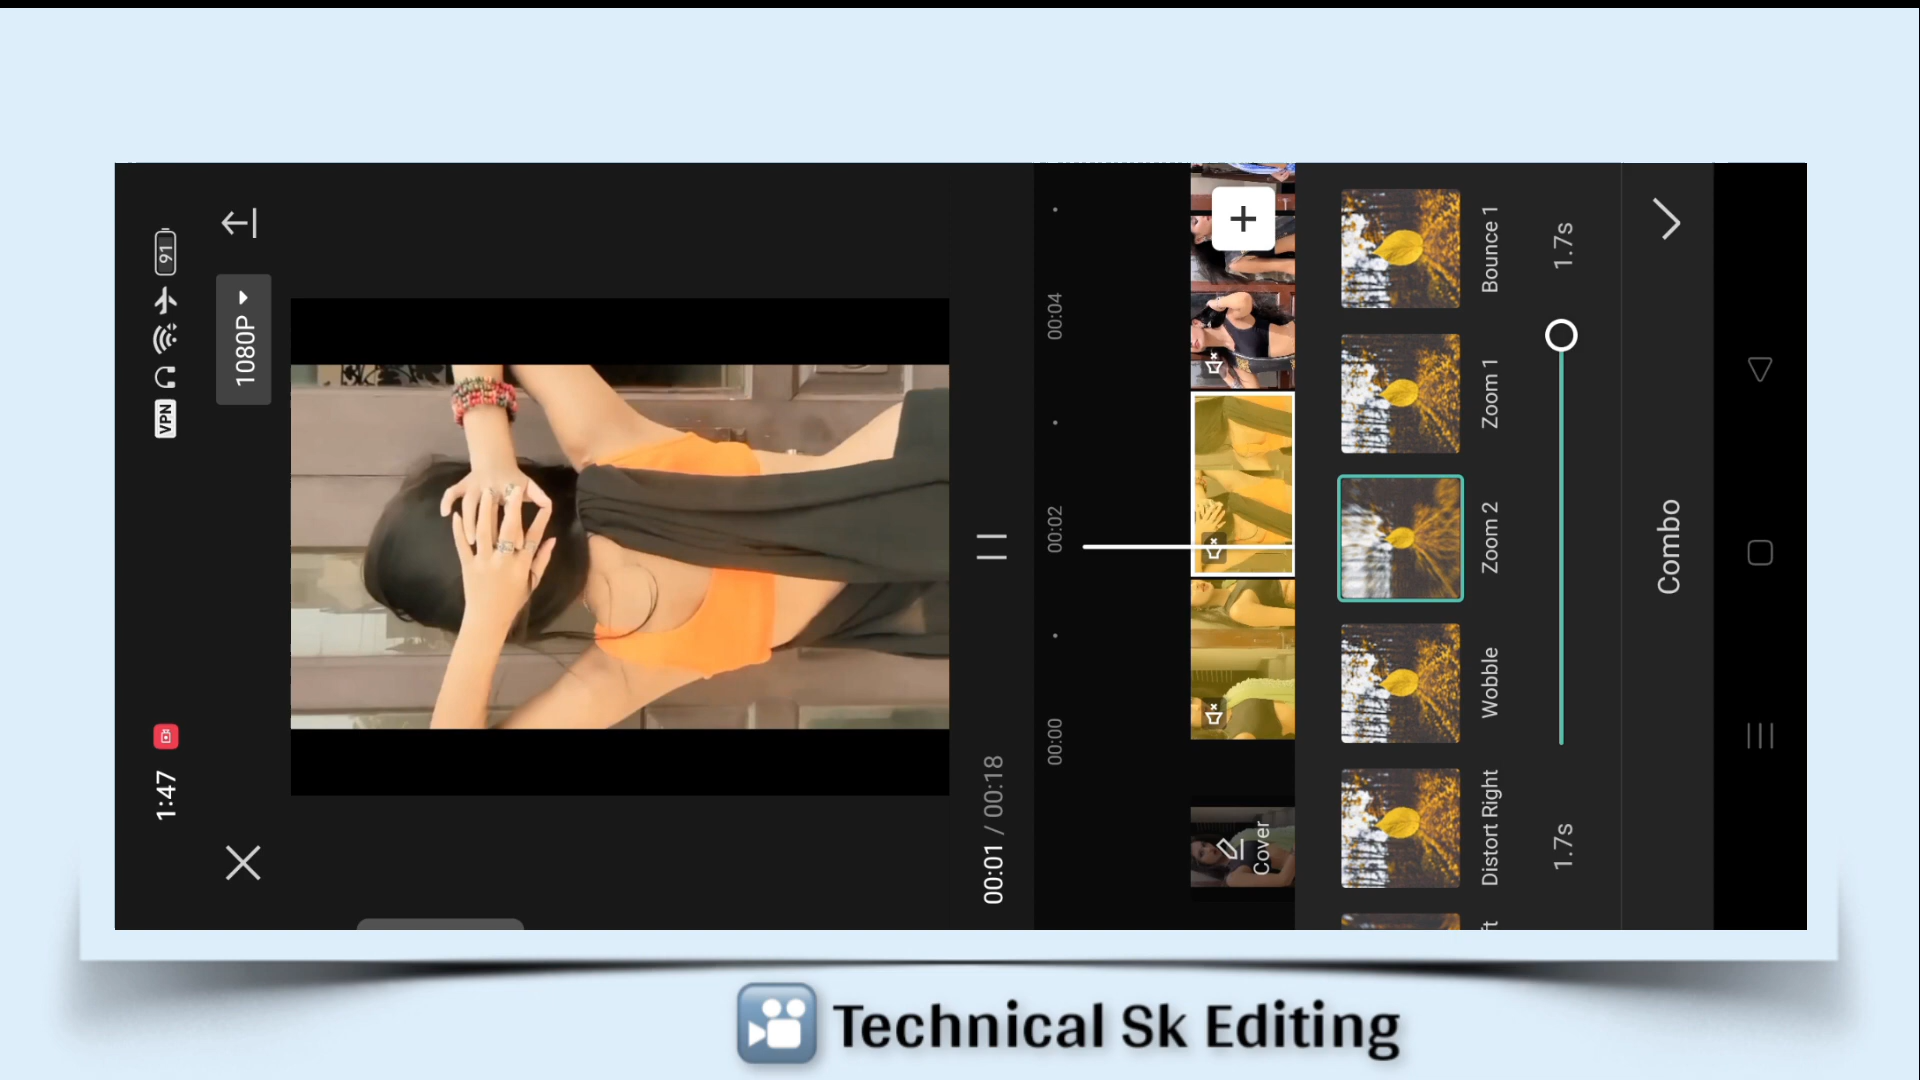 1:47
VPN
91
1080P
00:01 / 00:18
00:00
00:02
00:04
Cover
ft
Distort Right
Wobble
Zoom 2
Zoom 1
Bounce 1
1.7s
1.7s
Combo
Technical Sk Editing